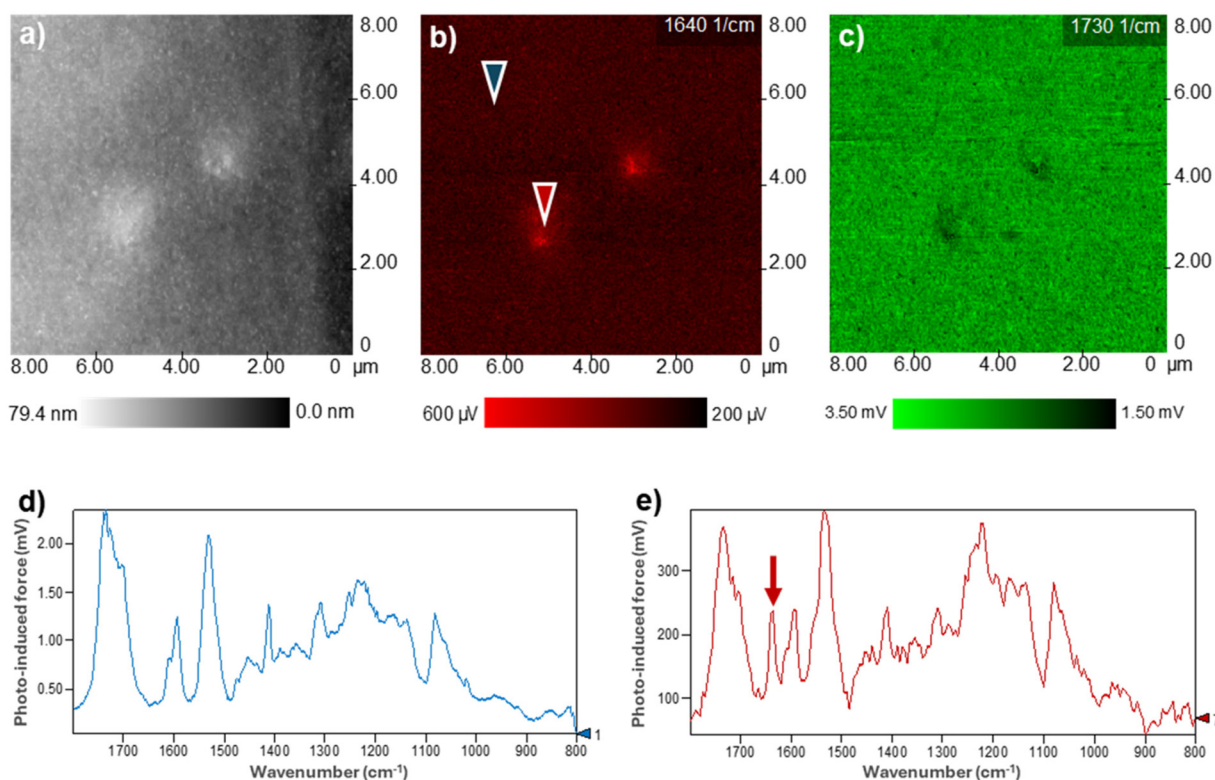 a)
8.00
6.00
4.00
2.00
0
8.00 6.00 4.00 2.00 0 µm
79.4 nm 0.0 nm
b)
1640 1/cm
8.00
6.00
4.00
2.00
0
8.00 6.00 4.00 2.00 0 µm
600 µV 200 µV
c)
1730 1/cm
8.00
6.00
4.00
2.00
0
8.00 6.00 4.00 2.00 0 µm
3.50 mV 1.50 mV
d)
Photo-induced force (mV)
2.00
1.50
1.00
0.50
1
1700 1600 1500 1400 1300 1200 1100 1000 900 800
Wavenumber (cm⁻¹)
e)
Photo-induced force (mV)
300
200
100
1700 1600 1500 1400 1300 1200 1100 1000 900 800
Wavenumber (cm⁻¹)